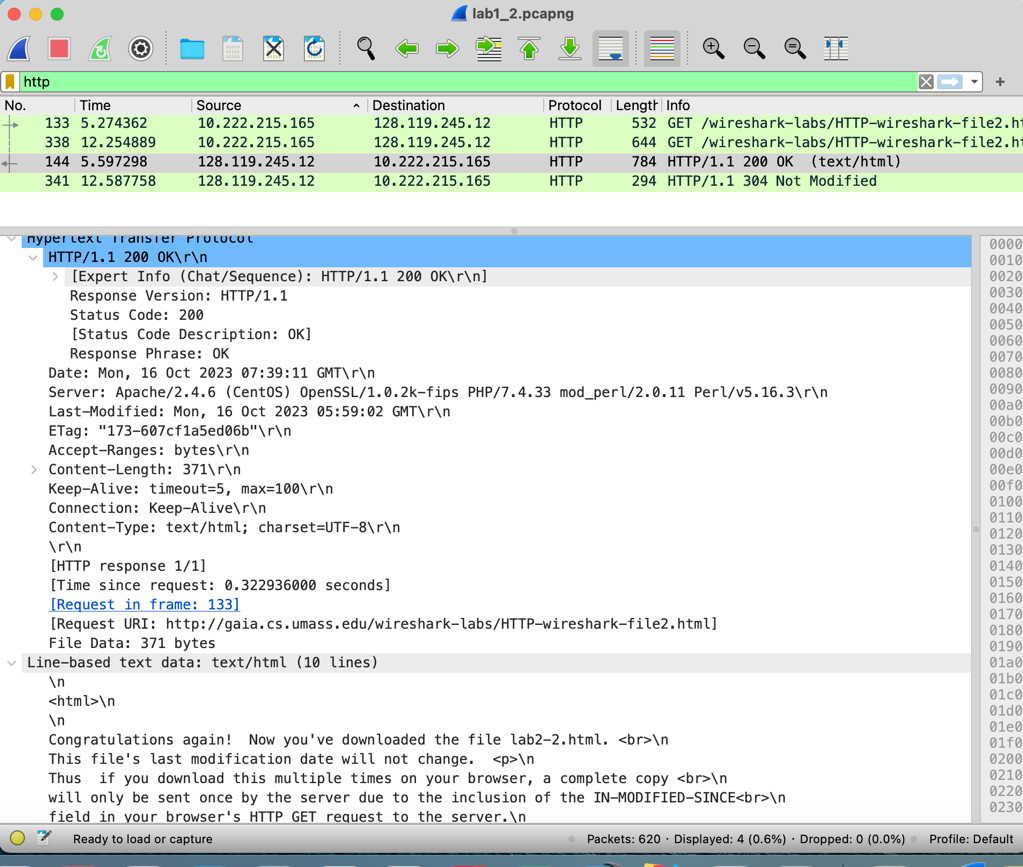 lab1_2.pcapng
http
No. Time Source Destination Protocol Length Info
133 5.274362 10.222.215.165 128.119.245.12 HTTP 532 GET /wireshark-labs/HTTP-wireshark-file2.ht
338 12.254889 10.222.215.165 128.119.245.12 HTTP 644 GET /wireshark-labs/HTTP-wireshark-file2.ht
144 5.597298 128.119.245.12 10.222.215.165 HTTP 784 HTTP/1.1 200 OK  (text/html)
341 12.587758 128.119.245.12 10.222.215.165 HTTP 294 HTTP/1.1 304 Not Modified
Hypertext Transfer Protocol
HTTP/1.1 200 OK\r\n
[Expert Info (Chat/Sequence): HTTP/1.1 200 OK\r\n]
Response Version: HTTP/1.1
Status Code: 200
[Status Code Description: OK]
Response Phrase: OK
Date: Mon, 16 Oct 2023 07:39:11 GMT\r\n
Server: Apache/2.4.6 (CentOS) OpenSSL/1.0.2k-fips PHP/7.4.33 mod_perl/2.0.11 Perl/v5.16.3\r\n
Last-Modified: Mon, 16 Oct 2023 05:59:02 GMT\r\n
ETag: "173-607cf1a5ed06b"\r\n
Accept-Ranges: bytes\r\n
Content-Length: 371\r\n
Keep-Alive: timeout=5, max=100\r\n
Connection: Keep-Alive\r\n
Content-Type: text/html; charset=UTF-8\r\n
\r\n
[HTTP response 1/1]
[Time since request: 0.322936000 seconds]
[Request in frame: 133]
[Request URI: http://gaia.cs.umass.edu/wireshark-labs/HTTP-wireshark-file2.html]
File Data: 371 bytes
Line-based text data: text/html (10 lines)
\n
<html>\n
\n
Congratulations again!  Now you've downloaded the file lab2-2.html. <br>\n
This file's last modification date will not change.  <p>\n
Thus  if you download this multiple times on your browser, a complete copy <br>\n
will only be sent once by the server due to the inclusion of the IN-MODIFIED-SINCE<br>\n
field in your browser's HTTP GET request to the server.\n
0000
0010
0020
0030
0040
0050
0060
0070
0080
0090
00a0
00b0
00c0
00d0
00e0
00f0
0100
0110
0120
0130
0140
0150
0160
0170
0180
0190
01a0
01b0
01c0
01d0
01e0
01f0
0200
0210
0220
0230
Ready to load or capture
Packets: 620 · Displayed: 4 (0.6%) · Dropped: 0 (0.0%)
Profile: Default